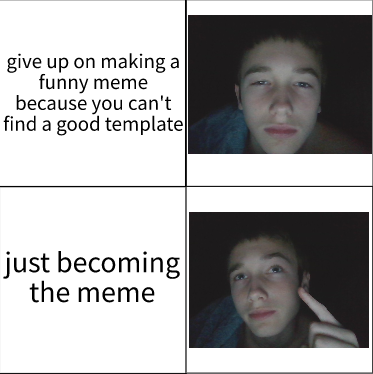 give up on making a
funny meme
because you can't
find a good template
just becoming
the meme